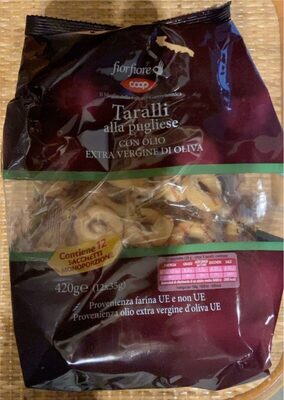 fiorfiore
coop
Taralli
alla pugliese
CON OLIO
EXTRA VERGINE DI OLIVA
Contiene 12
SACCHETTI
MONOPORZIONE
420g℮ (12x35g)
Provenienza farina UE e non UE
Provenienza olio extra vergine d'oliva UE